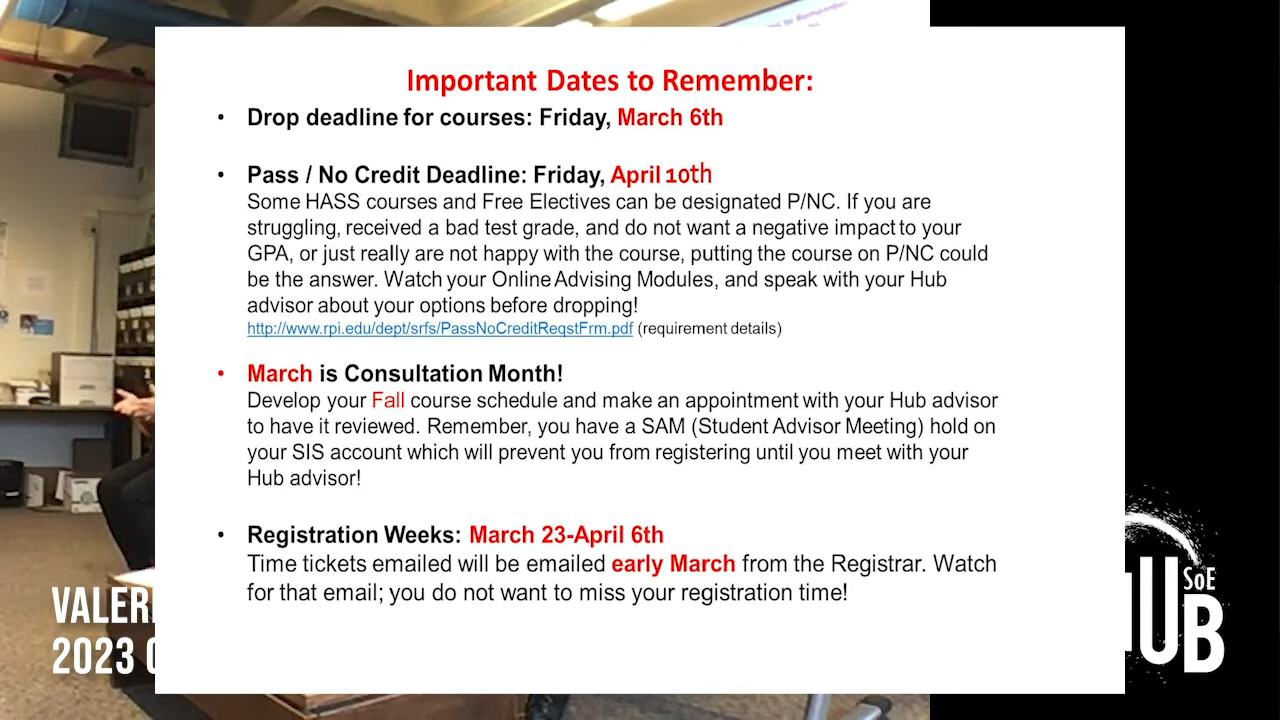 Important Dates to Remember:
• Drop deadline for courses: Friday, March 6th
• Pass / No Credit Deadline: Friday, April 10th
Some HASS courses and Free Electives can be designated P/NC. If you are
struggling, received a bad test grade, and do not want a negative impact to your
GPA, or just really are not happy with the course, putting the course on P/NC could
be the answer. Watch your Online Advising Modules, and speak with your Hub
advisor about your options before dropping!
http://www.rpi.edu/dept/srfs/PassNoCreditReqstFrm.pdf (requirement details)
• March is Consultation Month!
Develop your Fall course schedule and make an appointment with your Hub advisor
to have it reviewed. Remember, you have a SAM (Student Advisor Meeting) hold on
your SIS account which will prevent you from registering until you meet with your
Hub advisor!
• Registration Weeks: March 23-April 6th
Time tickets emailed will be emailed early March from the Registrar. Watch
for that email; you do not want to miss your registration time!
VALER
2023
SoE
UB